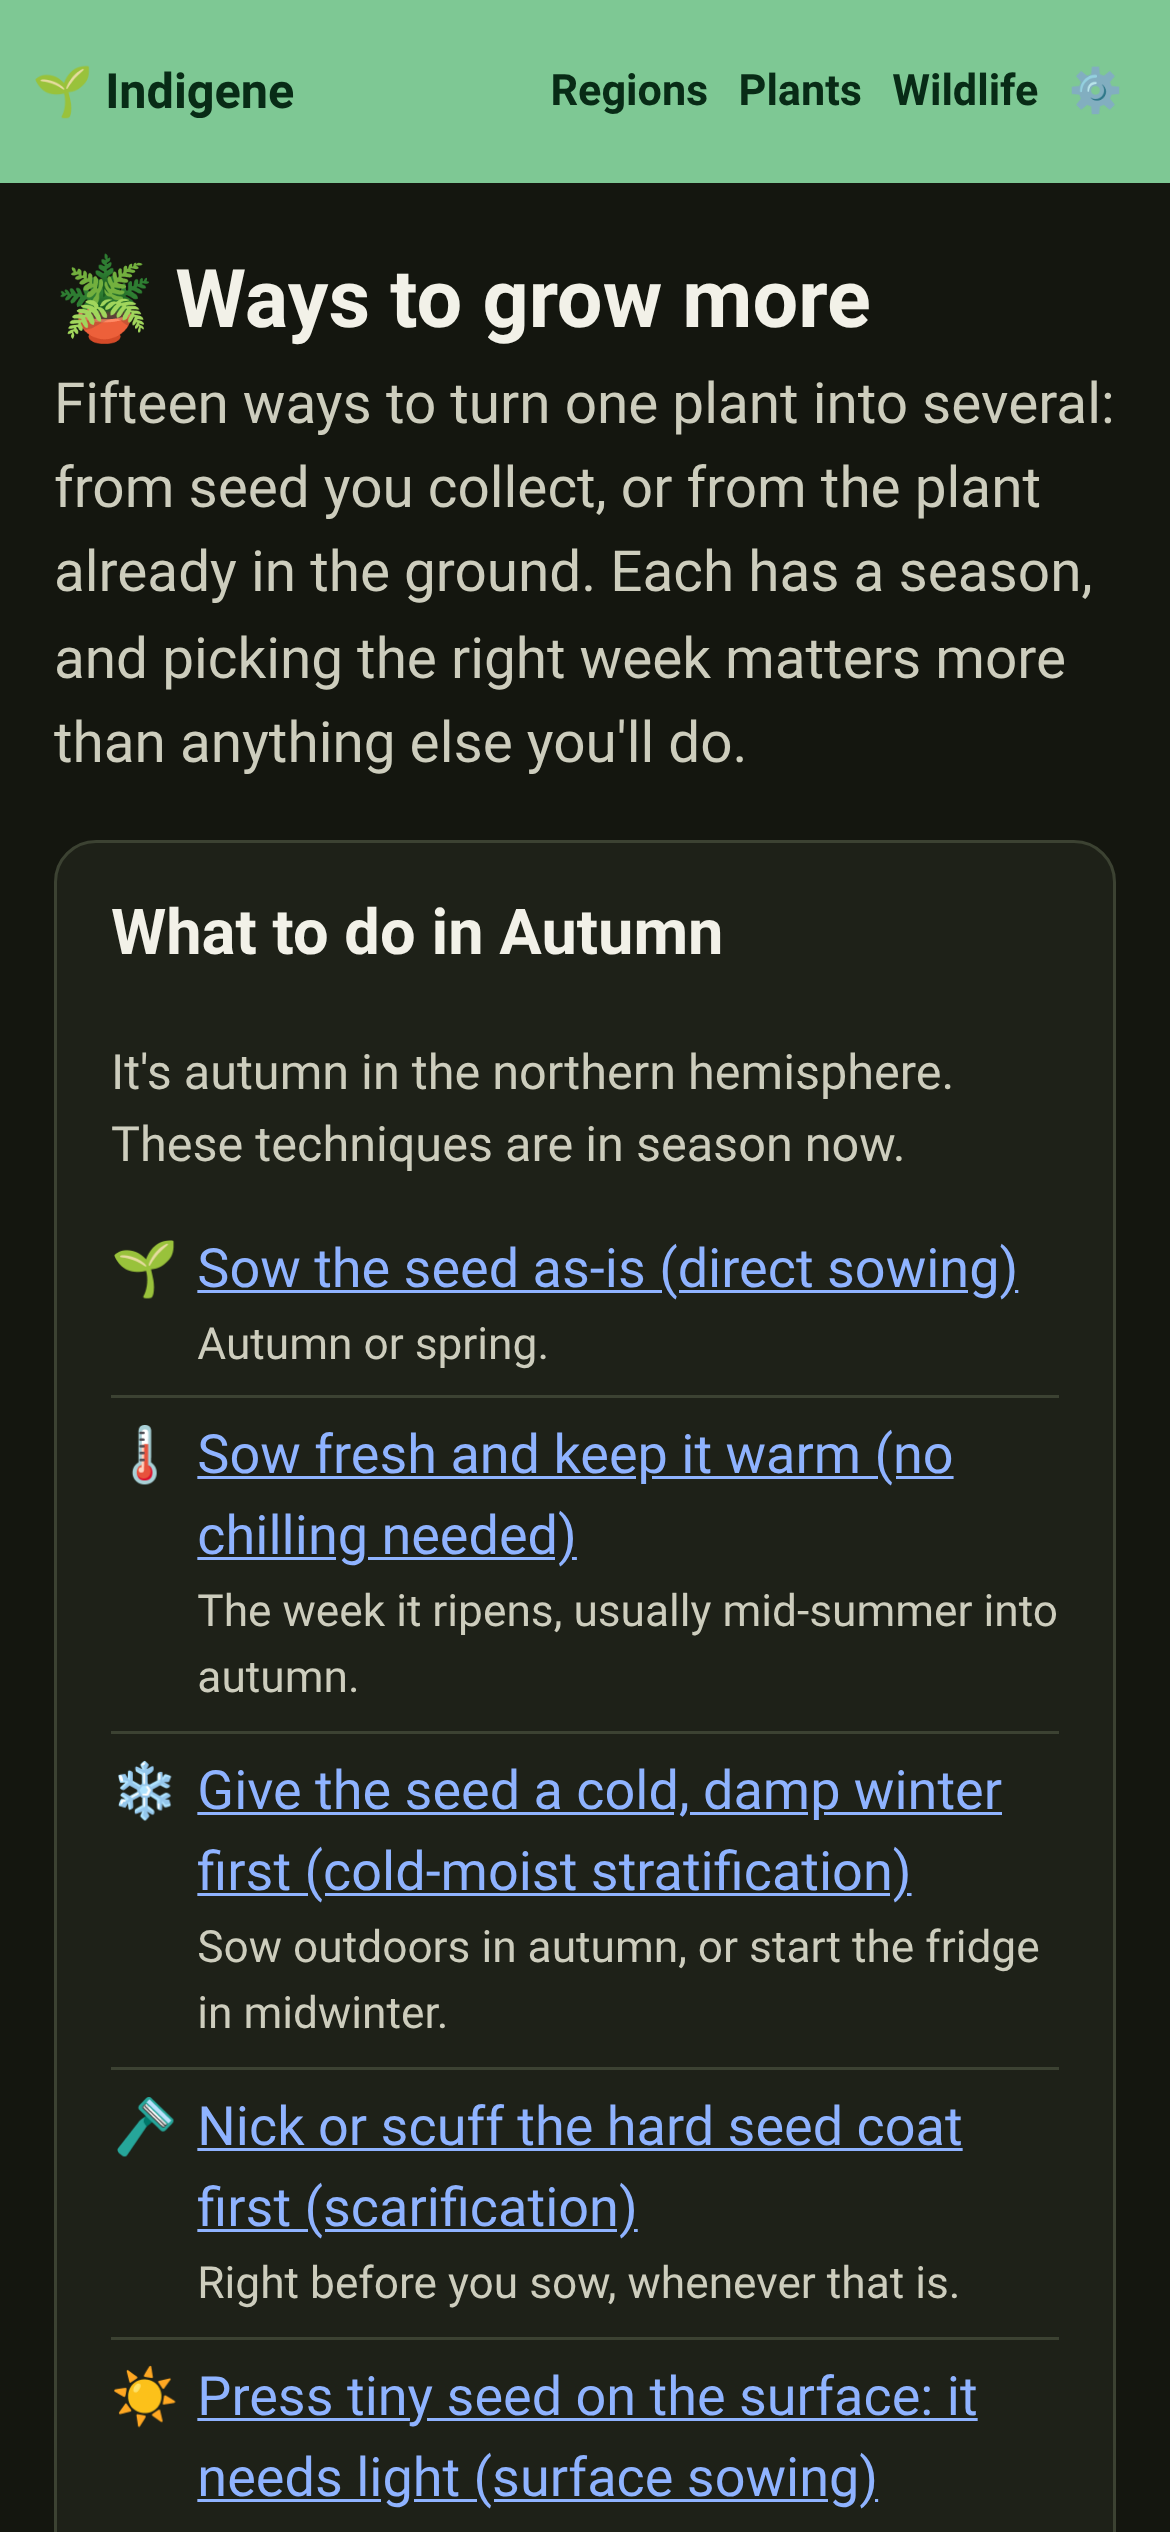 🌱 Indigene Regions Plants Wildlife ⚙️
🪴 Ways to grow more
Fifteen ways to turn one plant into several:
from seed you collect, or from the plant
already in the ground. Each has a season,
and picking the right week matters more
than anything else you'll do.
What to do in Autumn
It's autumn in the northern hemisphere.
These techniques are in season now.
🌱 Sow the seed as-is (direct sowing)
Autumn or spring.
🌡️ Sow fresh and keep it warm (no
chilling needed)
The week it ripens, usually mid-summer into
autumn.
❄️ Give the seed a cold, damp winter
first (cold-moist stratification)
Sow outdoors in autumn, or start the fridge
in midwinter.
🪒 Nick or scuff the hard seed coat
first (scarification)
Right before you sow, whenever that is.
☀️ Press tiny seed on the surface: it
needs light (surface sowing)